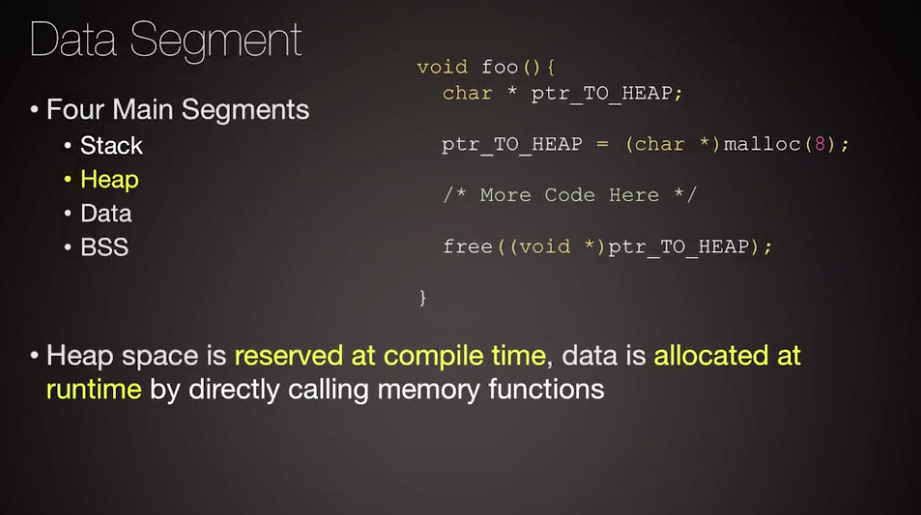 Data Segment
• Four Main Segments
• Stack
• Heap
• Data
• BSS
void foo(){
char * ptr_TO_HEAP;
ptr_TO_HEAP = (char *)malloc(8);
/* More Code Here */
free((void *)ptr_TO_HEAP);
}
• Heap space is reserved at compile time, data is allocated at
runtime by directly calling memory functions